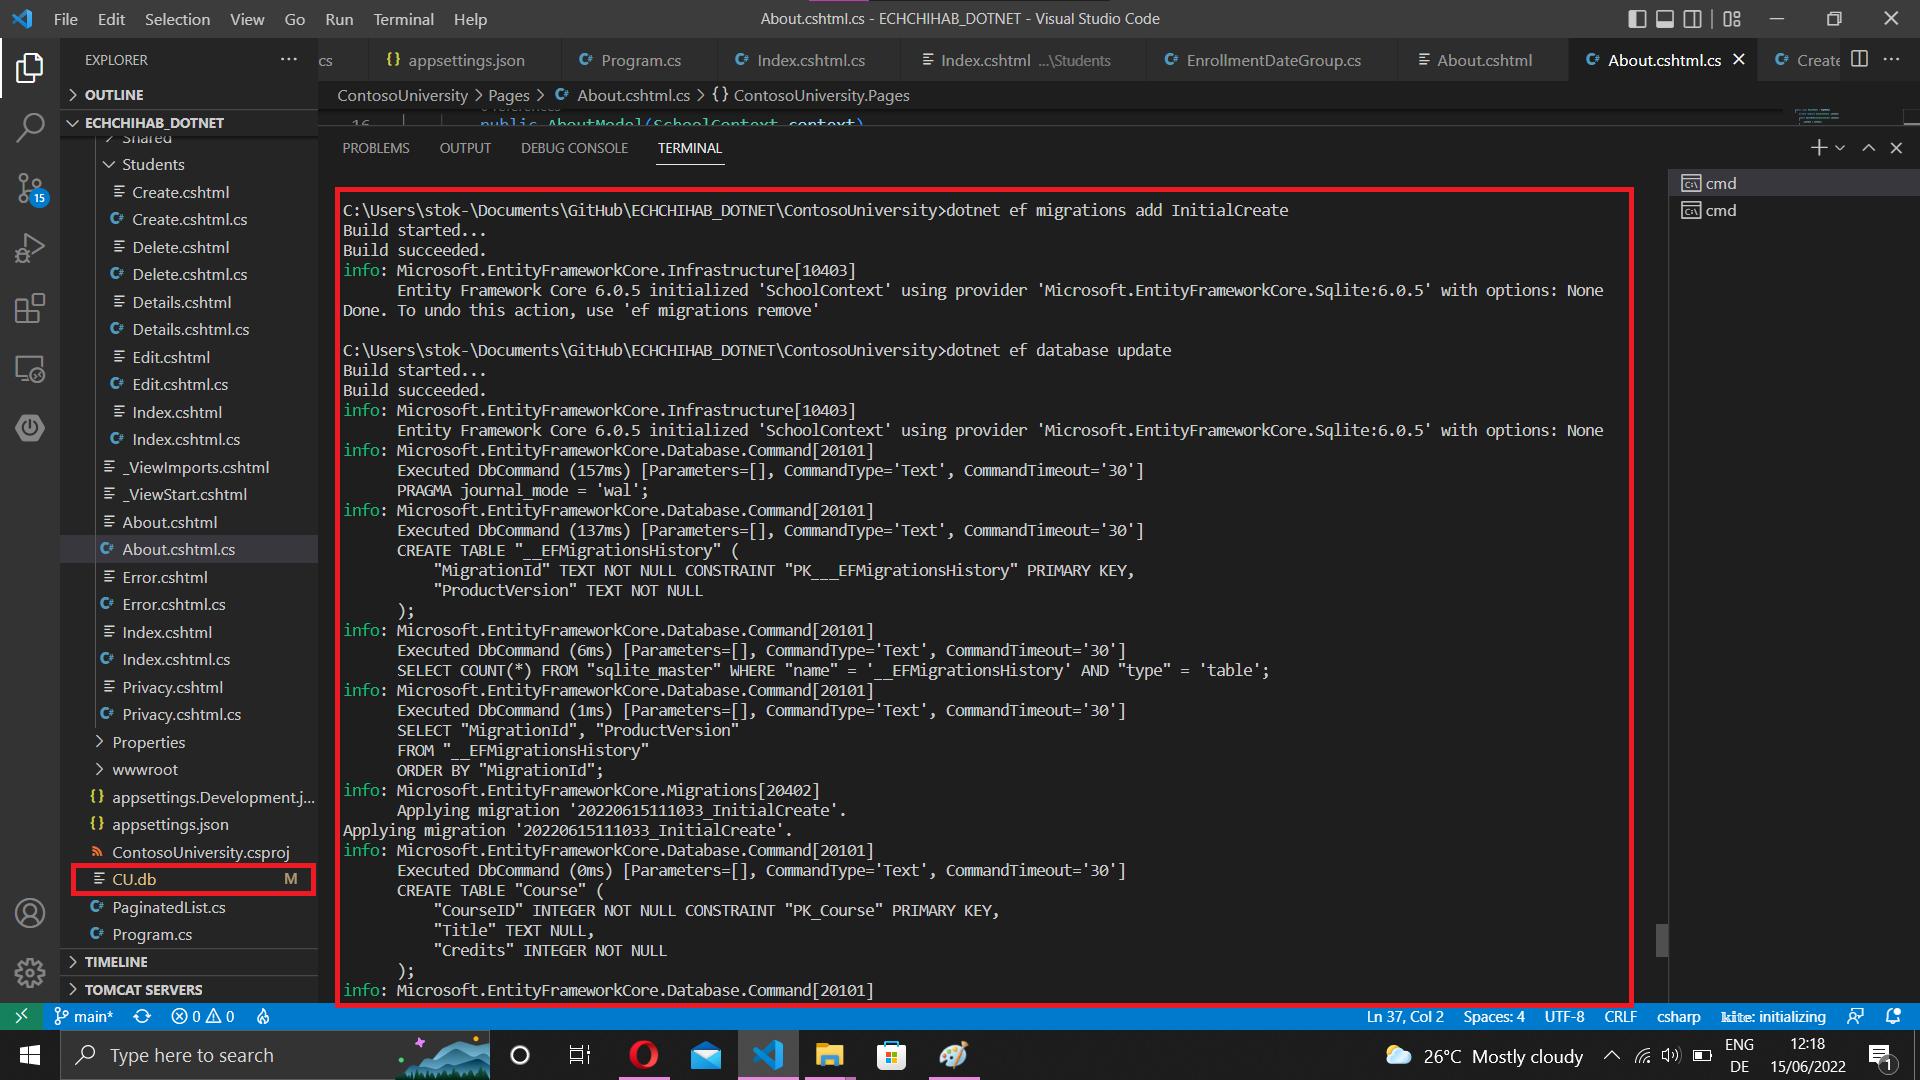 File Edit Selection View Go Run Terminal Help
About.cshtml.cs - ECHCHIHAB_DOTNET - Visual Studio Code
EXPLORER
cs
appsettings.json
Program.cs
Index.cshtml.cs
Index.cshtml ...\Students
EnrollmentDateGroup.cs
About.cshtml
About.cshtml.cs
Create
OUTLINE
ContosoUniversity > Pages > About.cshtml.cs > {} ContosoUniversity.Pages
ECHCHIHAB_DOTNET
16 public AboutModel(SchoolContext context)
Shared
Students
Create.cshtml
Create.cshtml.cs
Delete.cshtml
Delete.cshtml.cs
Details.cshtml
Details.cshtml.cs
Edit.cshtml
Edit.cshtml.cs
Index.cshtml
Index.cshtml.cs
_ViewImports.cshtml
_ViewStart.cshtml
About.cshtml
About.cshtml.cs
Error.cshtml
Error.cshtml.cs
Index.cshtml
Index.cshtml.cs
Privacy.cshtml
Privacy.cshtml.cs
Properties
wwwroot
appsettings.Development.j...
appsettings.json
ContosoUniversity.csproj
CU.db M
PaginatedList.cs
Program.cs
TIMELINE
TOMCAT SERVERS
15
PROBLEMS OUTPUT DEBUG CONSOLE TERMINAL
cmd
cmd
C:\Users\stok-\Documents\GitHub\ECHCHIHAB_DOTNET\ContosoUniversity>dotnet ef migrations add InitialCreate
Build started...
Build succeeded.
info: Microsoft.EntityFrameworkCore.Infrastructure[10403]
Entity Framework Core 6.0.5 initialized 'SchoolContext' using provider 'Microsoft.EntityFrameworkCore.Sqlite:6.0.5' with options: None
Done. To undo this action, use 'ef migrations remove'
C:\Users\stok-\Documents\GitHub\ECHCHIHAB_DOTNET\ContosoUniversity>dotnet ef database update
Build started...
Build succeeded.
info: Microsoft.EntityFrameworkCore.Infrastructure[10403]
Entity Framework Core 6.0.5 initialized 'SchoolContext' using provider 'Microsoft.EntityFrameworkCore.Sqlite:6.0.5' with options: None
info: Microsoft.EntityFrameworkCore.Database.Command[20101]
Executed DbCommand (157ms) [Parameters=[], CommandType='Text', CommandTimeout='30']
PRAGMA journal_mode = 'wal';
info: Microsoft.EntityFrameworkCore.Database.Command[20101]
Executed DbCommand (137ms) [Parameters=[], CommandType='Text', CommandTimeout='30']
CREATE TABLE "__EFMigrationsHistory" (
"MigrationId" TEXT NOT NULL CONSTRAINT "PK___EFMigrationsHistory" PRIMARY KEY,
"ProductVersion" TEXT NOT NULL
);
info: Microsoft.EntityFrameworkCore.Database.Command[20101]
Executed DbCommand (6ms) [Parameters=[], CommandType='Text', CommandTimeout='30']
SELECT COUNT(*) FROM "sqlite_master" WHERE "name" = '__EFMigrationsHistory' AND "type" = 'table';
info: Microsoft.EntityFrameworkCore.Database.Command[20101]
Executed DbCommand (1ms) [Parameters=[], CommandType='Text', CommandTimeout='30']
SELECT "MigrationId", "ProductVersion"
FROM "__EFMigrationsHistory"
ORDER BY "MigrationId";
info: Microsoft.EntityFrameworkCore.Migrations[20402]
Applying migration '20220615111033_InitialCreate'.
Applying migration '20220615111033_InitialCreate'.
info: Microsoft.EntityFrameworkCore.Database.Command[20101]
Executed DbCommand (0ms) [Parameters=[], CommandType='Text', CommandTimeout='30']
CREATE TABLE "Course" (
"CourseID" INTEGER NOT NULL CONSTRAINT "PK_Course" PRIMARY KEY,
"Title" TEXT NULL,
"Credits" INTEGER NOT NULL
);
info: Microsoft.EntityFrameworkCore.Database.Command[20101]
main* 0 0
Ln 37, Col 2 Spaces: 4 UTF-8 CRLF csharp kite: initializing
Type here to search
26°C Mostly cloudy
ENG
DE
12:18
15/06/2022
1